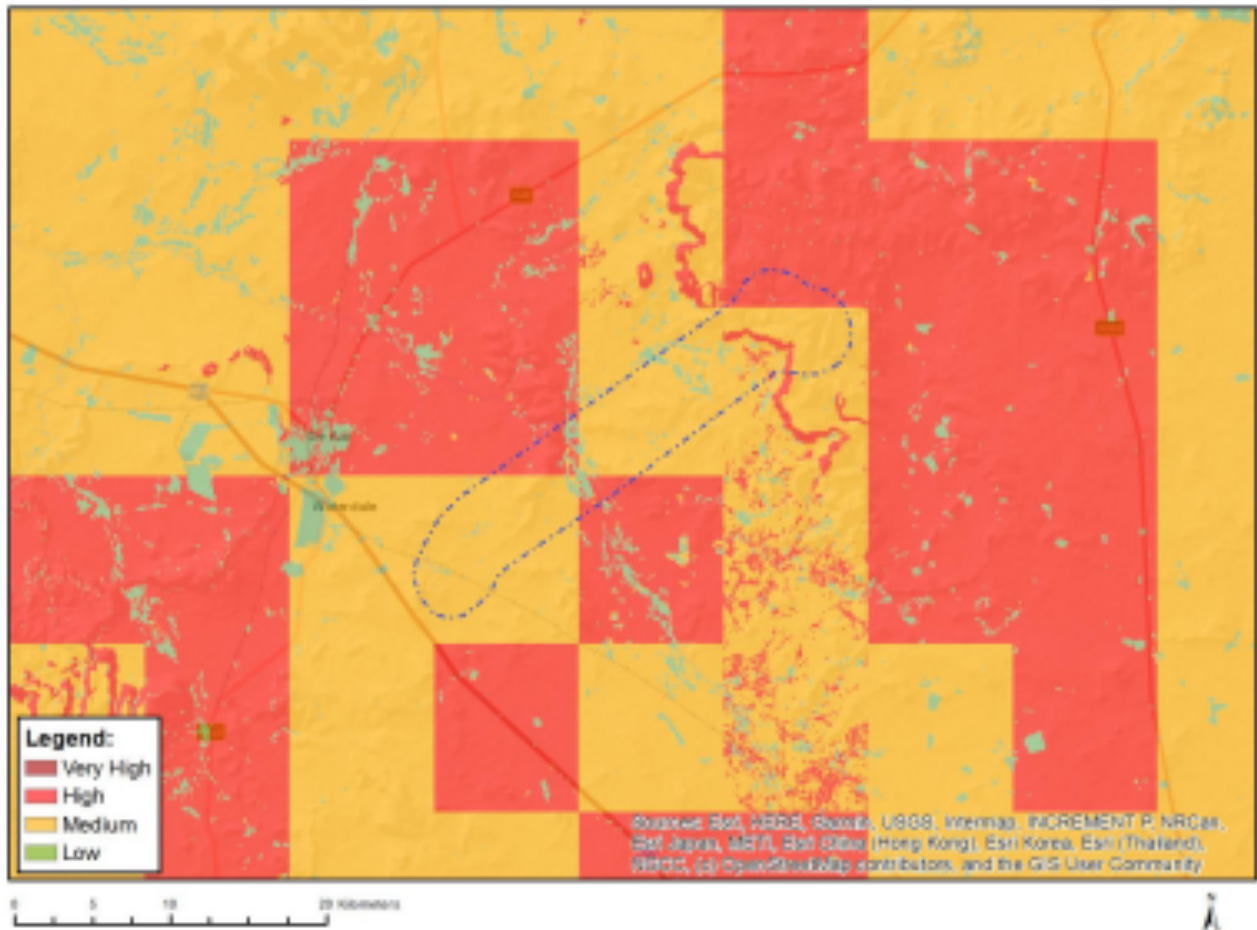 Legend:
Very High
High
Medium
Low
Sources: Esri, HERE, Garmin, USGS, Intermap, INCREMENT P, NRCan,
Esri Japan, METI, Esri China (Hong Kong), Esri Korea, Esri (Thailand),
NGCC, (c) OpenStreetMap contributors, and the GIS User Community
0 5 10 20 Kilometers
N